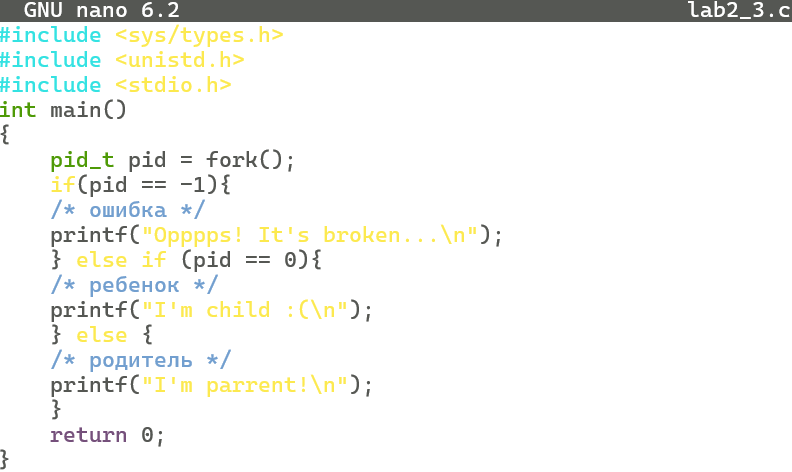 GNU nano 6.2 lab2_3.c
#include <sys/types.h>
#include <unistd.h>
#include <stdio.h>
int main()
{
    pid_t pid = fork();
    if(pid == -1){
    /* ошибка */
    printf("Opppps! It's broken...\n");
    } else if (pid == 0){
    /* ребенок */
    printf("I'm child :(\n");
    } else {
    /* родитель */
    printf("I'm parrent!\n");
    }
    return 0;
}